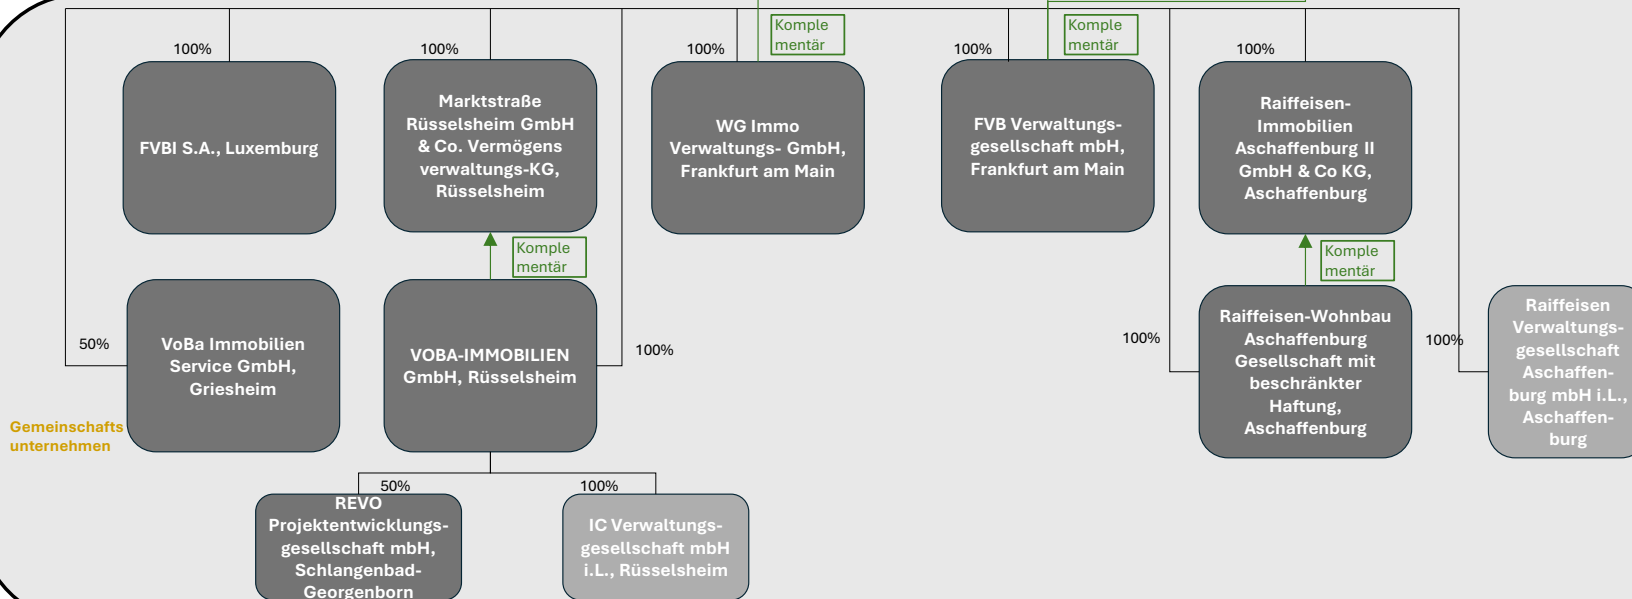 Komple
mentär
Komple
mentär
100%
100%
100%
100%
100%
FVBI S.A., Luxemburg
Marktstraße
Rüsselsheim GmbH
& Co. Vermögens
verwaltungs-KG,
Rüsselsheim
WG Immo
Verwaltungs- GmbH,
Frankfurt am Main
FVB Verwaltungs-
gesellschaft mbH,
Frankfurt am Main
Raiffeisen-
Immobilien
Aschaffenburg II
GmbH & Co KG,
Aschaffenburg
Komple
mentär
Komple
mentär
50%
VoBa Immobilien
Service GmbH,
Griesheim
VOBA-IMMOBILIEN
GmbH, Rüsselsheim
100%
100%
Raiffeisen-Wohnbau
Aschaffenburg
Gesellschaft mit
beschränkter
Haftung,
Aschaffenburg
100%
Raiffeisen
Verwaltungs-
gesellschaft
Aschaffen-
burg mbH i.L.,
Aschaffen-
burg
Gemeinschafts
unternehmen
50%
100%
REVO
Projektentwicklungs-
gesellschaft mbH,
Schlangenbad-
Georgenborn
IC Verwaltungs-
gesellschaft mbH
i.L., Rüsselsheim